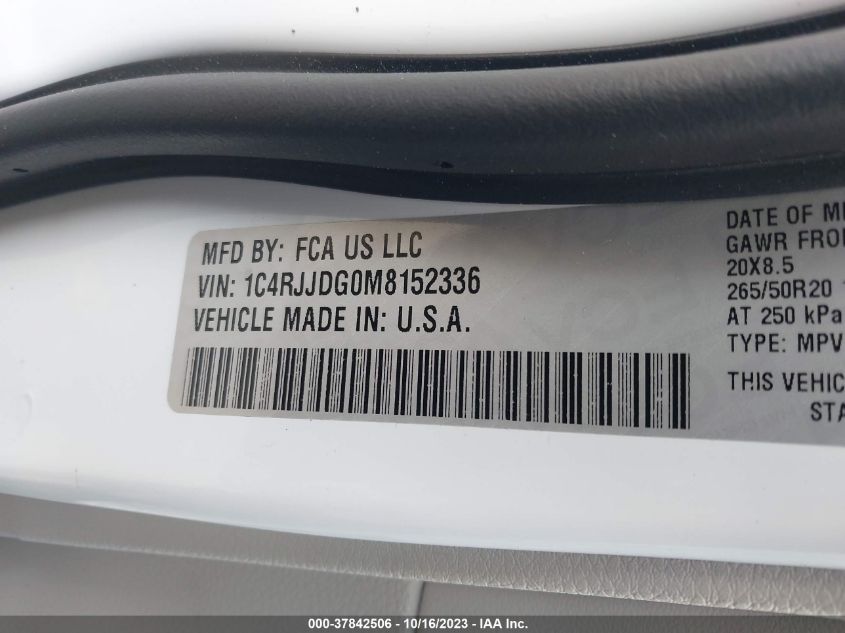 MFD BY: FCA US LLC
VIN: 1C4RJJDG0M8152336
VEHICLE MADE IN: U.S.A.
DATE OF
GAWR
20X8.5
265/50R20
AT 250 kPa
TYPE: MPV
THIS
000-37842506 - 10/16/2023 - IAA Inc.